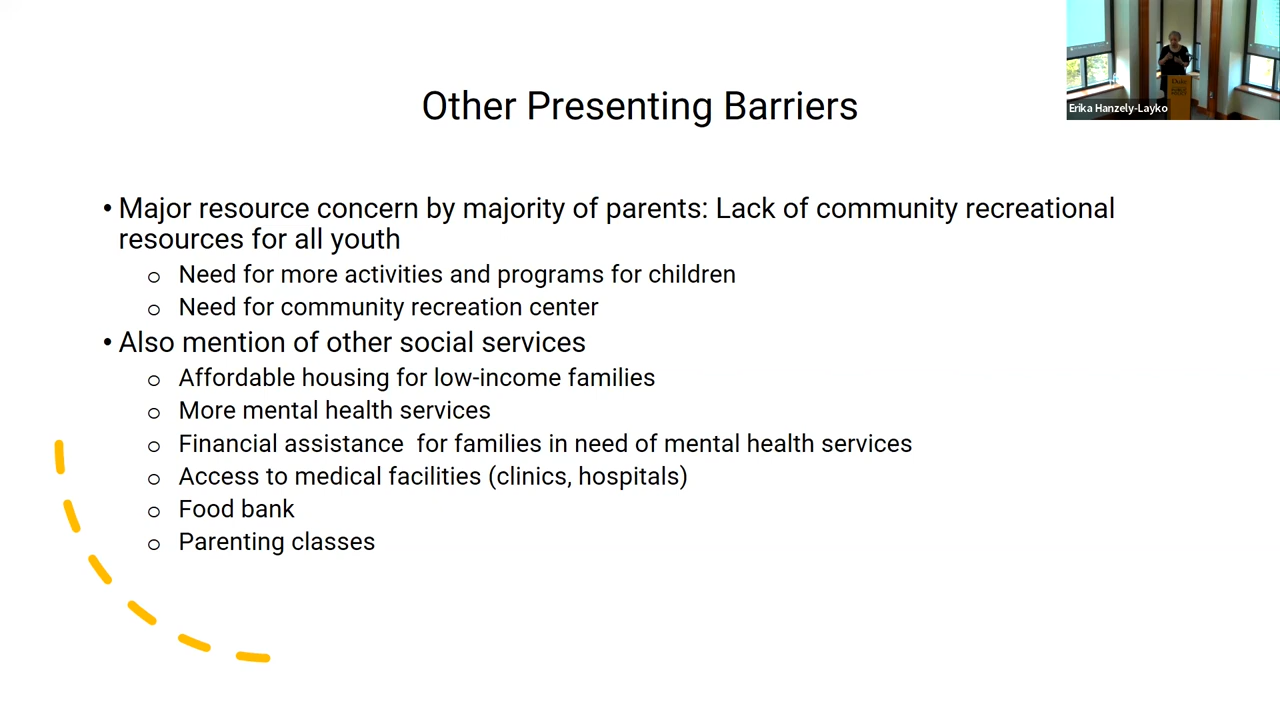 Other Presenting Barriers
Erika Hanzely-Layko
• Major resource concern by majority of parents: Lack of community recreational
resources for all youth
o Need for more activities and programs for children
o Need for community recreation center
• Also mention of other social services
o Affordable housing for low-income families
o More mental health services
o Financial assistance  for families in need of mental health services
o Access to medical facilities (clinics, hospitals)
o Food bank
o Parenting classes